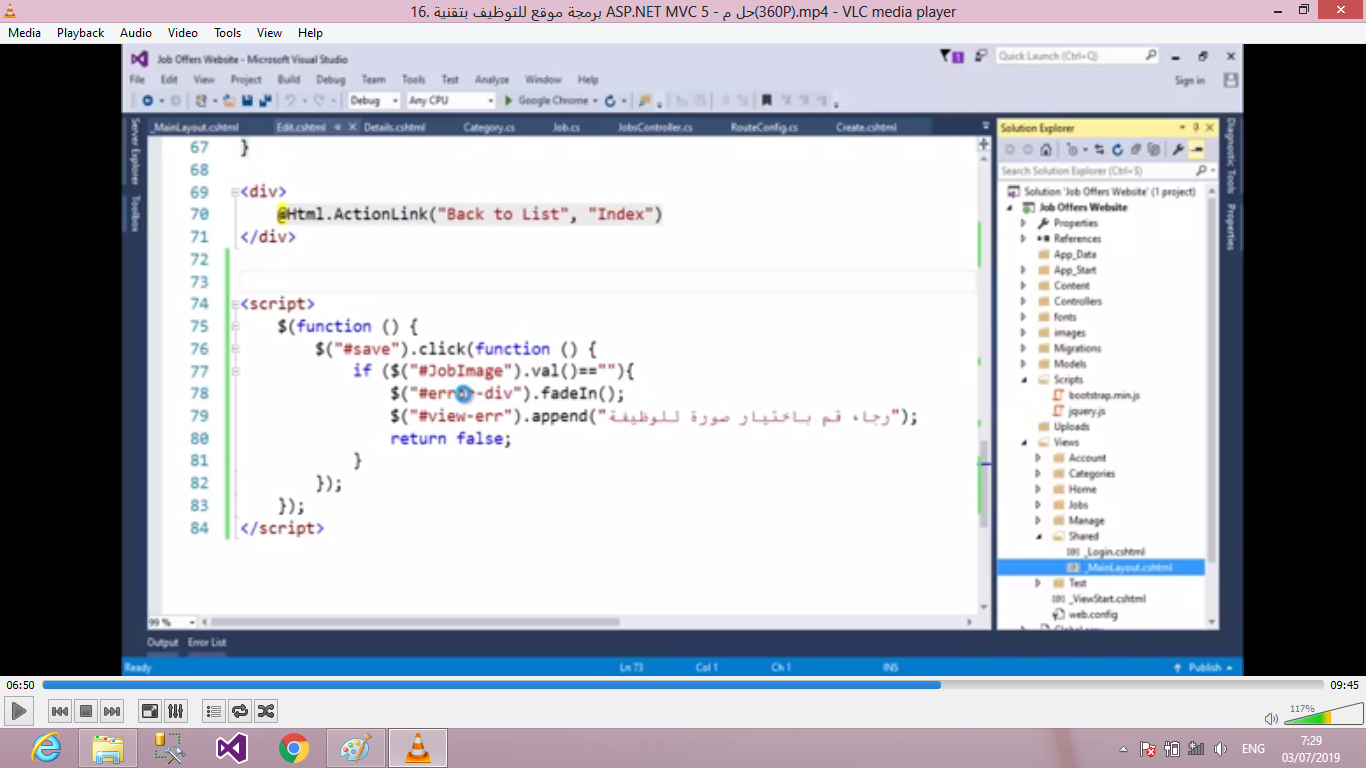 16. برمجة موقع للتوظيف بتقنية ASP.NET MVC 5 - حل م(360P).mp4 - VLC media player
Media Playback Audio Video Tools View Help
Job Offers Website - Microsoft Visual Studio
1
Quick Launch (Ctrl+Q)
File Edit View Project Build Debug Team Tools Test Analyze Window Help
Sign in
Debug Any CPU Google Chrome
_MainLayout.cshtml Edit.cshtml Details.cshtml Category.cs Job.cs JobsController.cs RouteConfig.cs Create.cshtml
Server Explorer
Toolbox
67 }
68
69 <div>
70 @Html.ActionLink("Back to List", "Index")
71 </div>
72
73
74 <script>
75 $(function () {
76 $("#save").click(function () {
77 if ($("#JobImage").val()==""){
78 $("#error-div").fadeIn();
79 $("#view-err").append("رجاء قم باختيار صورة للوظيفة");
80 return false;
81 }
82 });
83 });
84 </script>
99 %
Output Error List
Ready Ln 73 Col 1 Ch 1 INS Publish
Solution Explorer
Search Solution Explorer (Ctrl+$)
Solution 'Job Offers Website' (1 project)
Job Offers Website
Properties
References
App_Data
App_Start
Content
Controllers
fonts
images
Migrations
Models
Scripts
bootstrap.min.js
jquery.js
Uploads
Views
Account
Categories
Home
Jobs
Manage
Shared
_Login.cshtml
_MainLayout.cshtml
Test
_ViewStart.cshtml
web.config
Diagnostic Tools
Properties
06:50 09:45
117%
ENG
7:29
03/07/2019